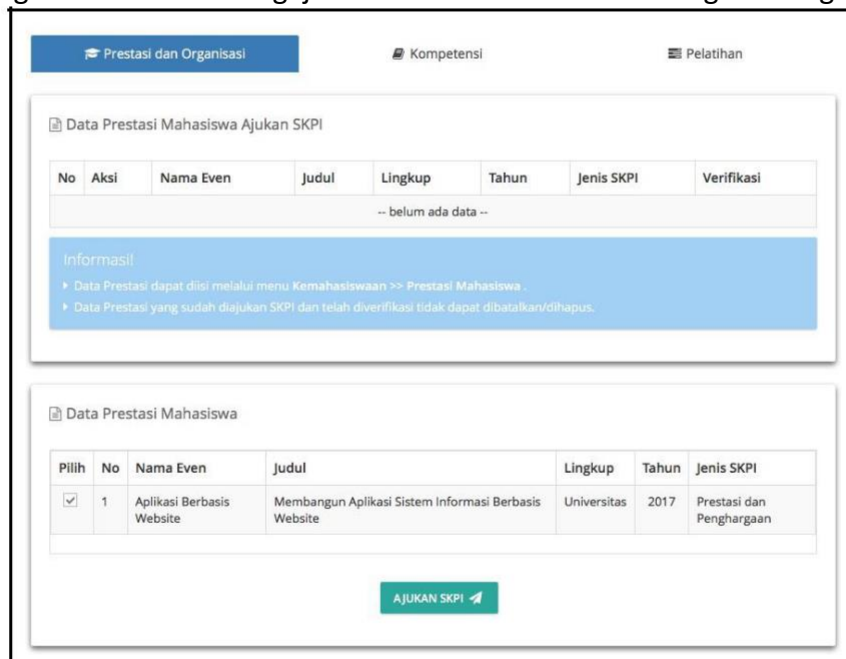 Prestasi dan Organisasi
Kompetensi
Pelatihan
Data Prestasi Mahasiswa Ajukan SKPI
No Aksi Nama Even Judul Lingkup Tahun Jenis SKPI Verifikasi
-- belum ada data --
Informasi!
Data Prestasi dapat diisi melalui menu Kemahasiswaan >> Prestasi Mahasiswa .
Data Prestasi yang sudah diajukan SKPI dan telah diverifikasi tidak dapat dibatalkan/dihapus.
Data Prestasi Mahasiswa
Pilih No Nama Even Judul Lingkup Tahun Jenis SKPI
1 Aplikasi Berbasis Membangun Aplikasi Sistem Informasi Berbasis Universitas 2017 Prestasi dan
Website Website Penghargaan
AJUKAN SKPI